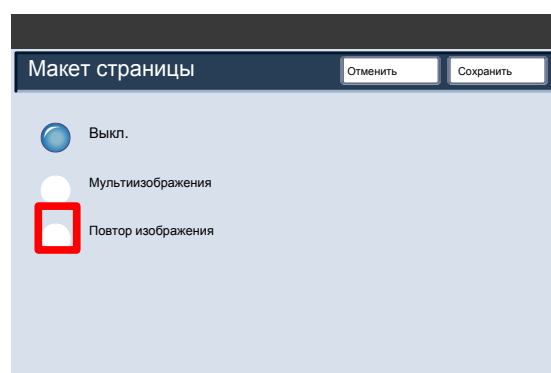 Макет страницы
Отменить
Сохранить
Выкл.
Мультиизображения
Повтор изображения